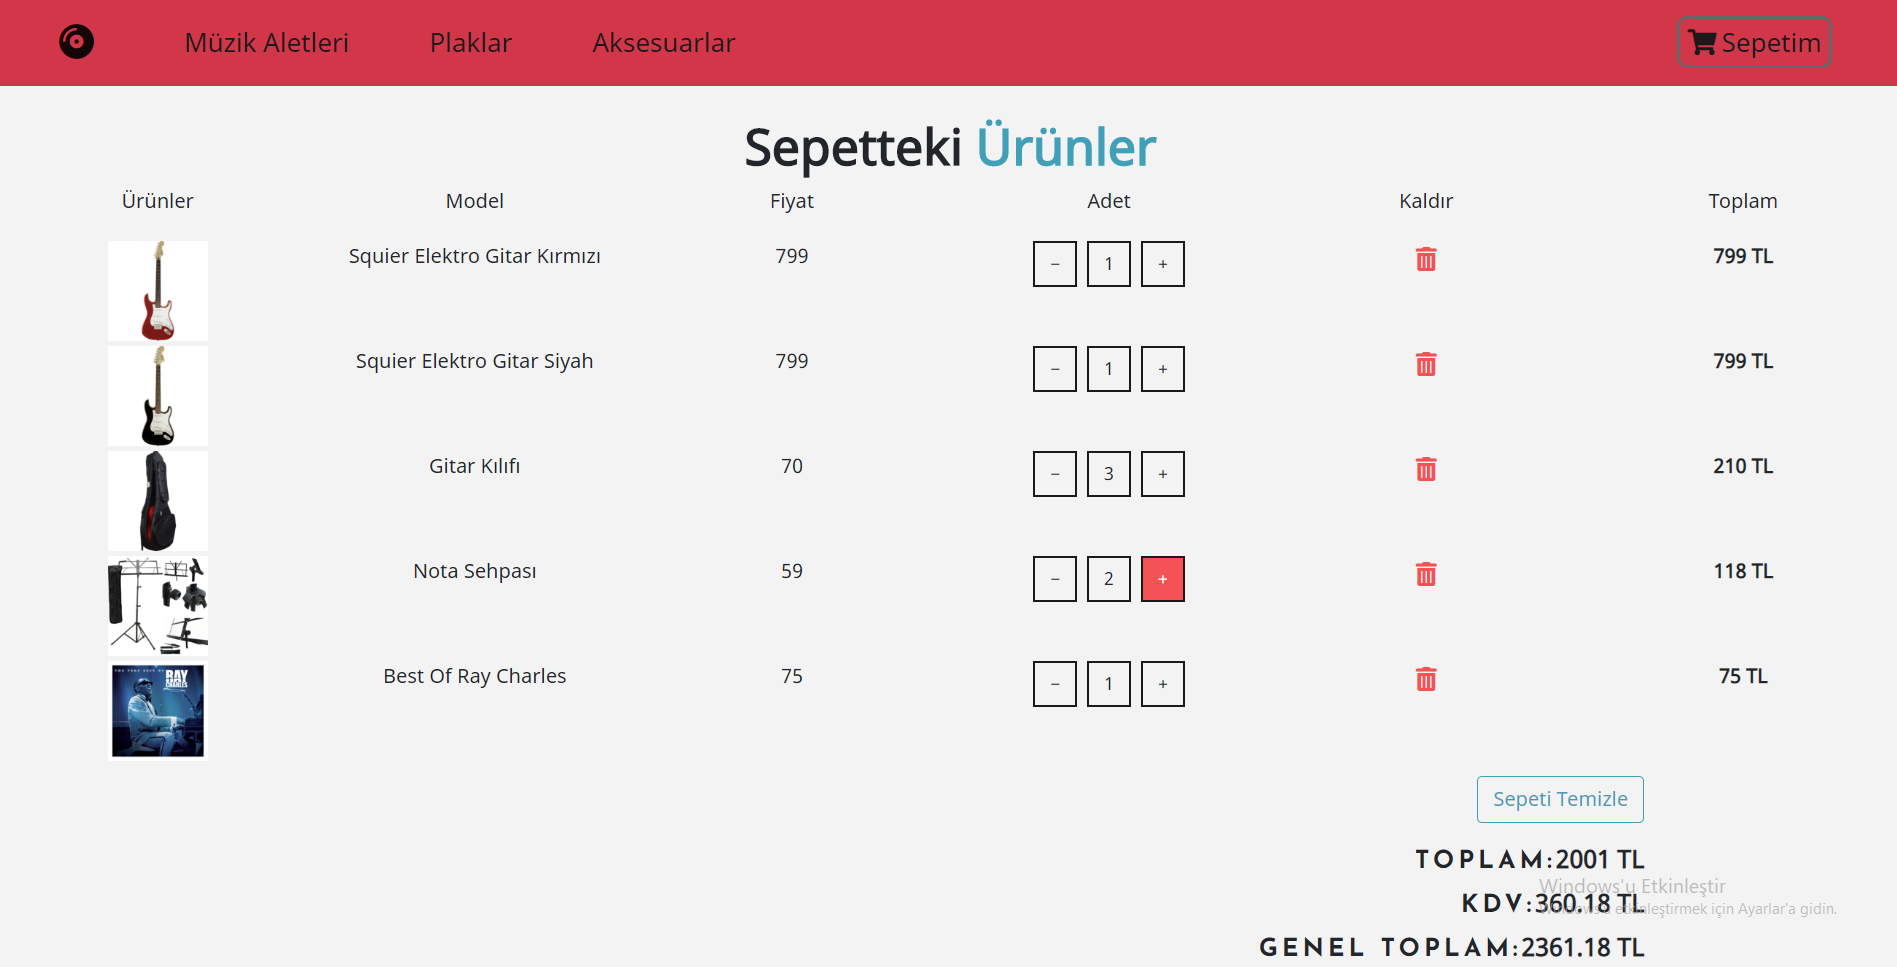 Müzik Aletleri Plaklar Aksesuarlar Sepetim
Sepetteki Ürünler
Ürünler Model Fiyat Adet Kaldır Toplam
Squier Elektro Gitar Kırmızı 799 − 1 + 799 TL
Squier Elektro Gitar Siyah 799 − 1 + 799 TL
Gitar Kılıfı 70 − 3 + 210 TL
Nota Sehpası 59 − 2 + 118 TL
RAY
CHARLES
Best Of Ray Charles 75 − 1 + 75 TL
Sepeti Temizle
TOPLAM:2001 TL
Windows'u Etkinleştir
KDV:360.18 TL
Windows'u etkinleştirmek için Ayarlar'a gidin.
GENEL TOPLAM:2361.18 TL